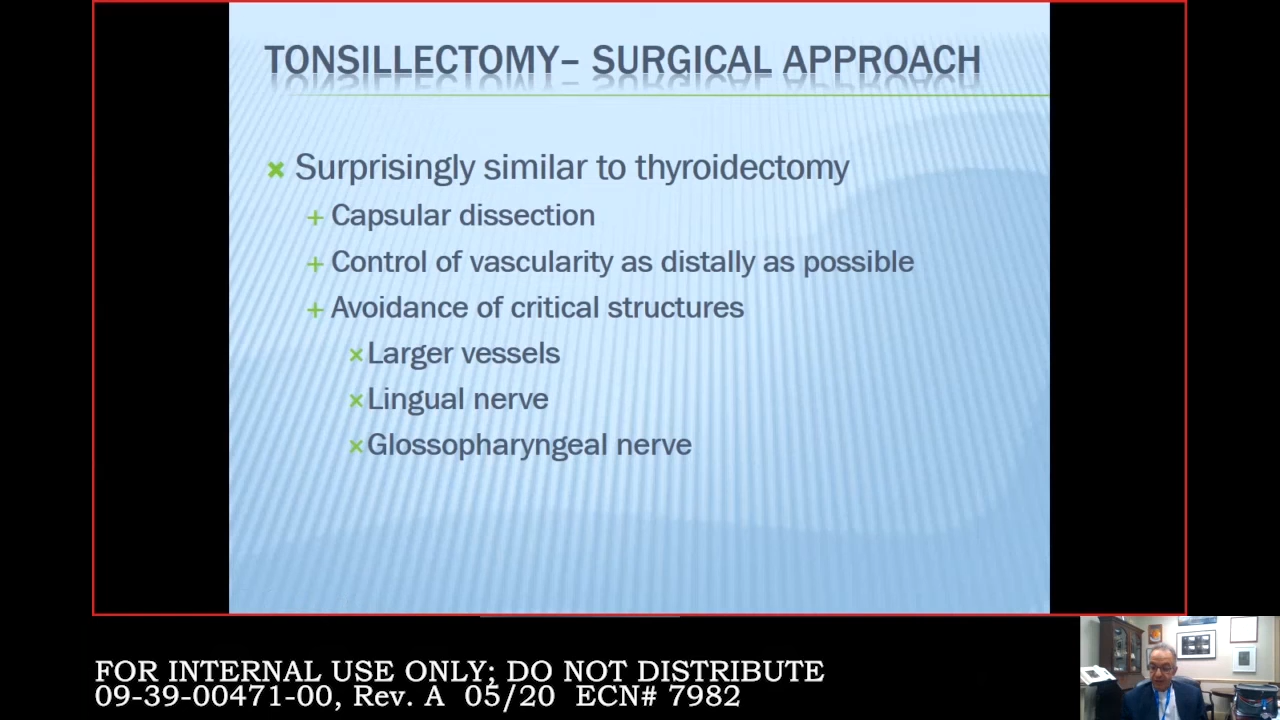 TONSILLECTOMY– SURGICAL APPROACH
Surprisingly similar to thyroidectomy
Capsular dissection
Control of vascularity as distally as possible
Avoidance of critical structures
Larger vessels
Lingual nerve
Glossopharyngeal nerve
FOR INTERNAL USE ONLY; DO NOT DISTRIBUTE
09-39-00471-00, Rev. A 05/20 ECN# 7982